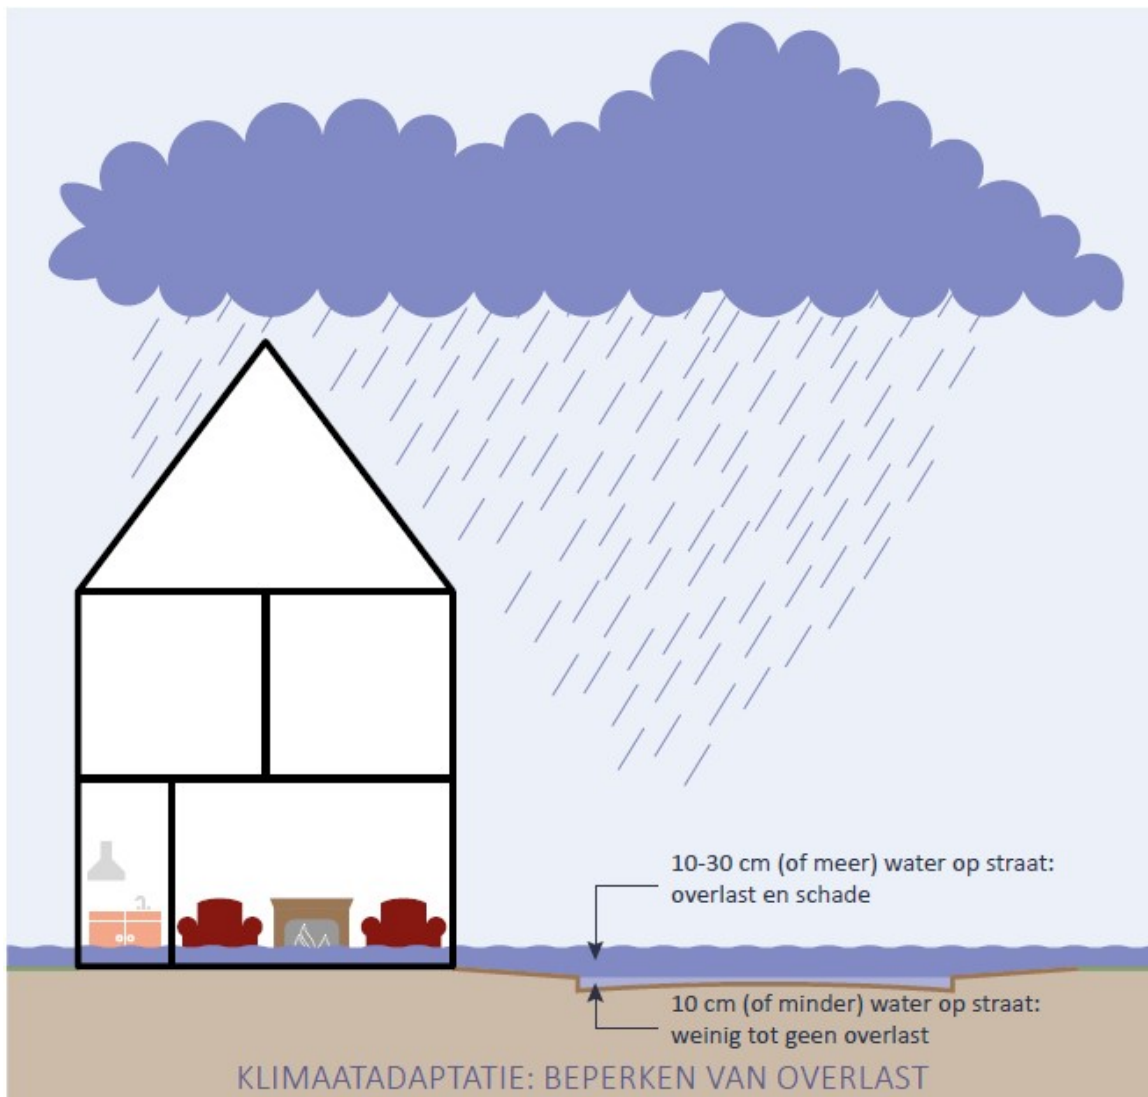 10-30 cm (of meer) water op straat:
overlast en schade
10 cm (of minder) water op straat:
weinig tot geen overlast
KLIMAATADAPTATIE: BEPERKEN VAN OVERLAST